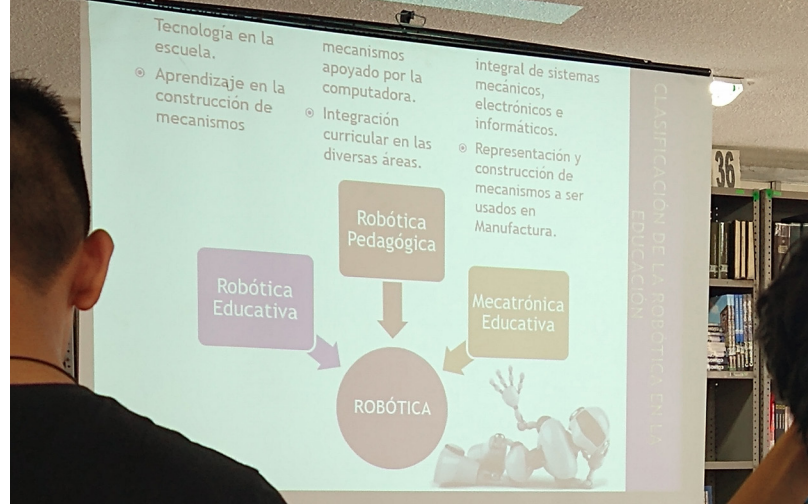 Tecnología en la
escuela.
Aprendizaje en la
construcción de
mecanismos
mecanismos
apoyado por la
computadora.
Integración
curricular en las
diversas áreas.
integral de sistemas
mecánicos,
electrónicos e
informáticos.
Representación y
construcción de
mecanismos a ser
usados en
Manufactura.
Robótica
Educativa
Robótica
Pedagógica
Mecatrónica
Educativa
ROBÓTICA
CLASIFICACIÓN DE LA ROBÓTICA EN LA
EDUCACIÓN
36